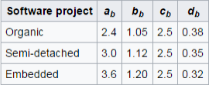 Software project a_b b_b c_b d_b
Organic 2.4 1.05 2.5 0.38
Semi-detached 3.0 1.12 2.5 0.35
Embedded 3.6 1.20 2.5 0.32